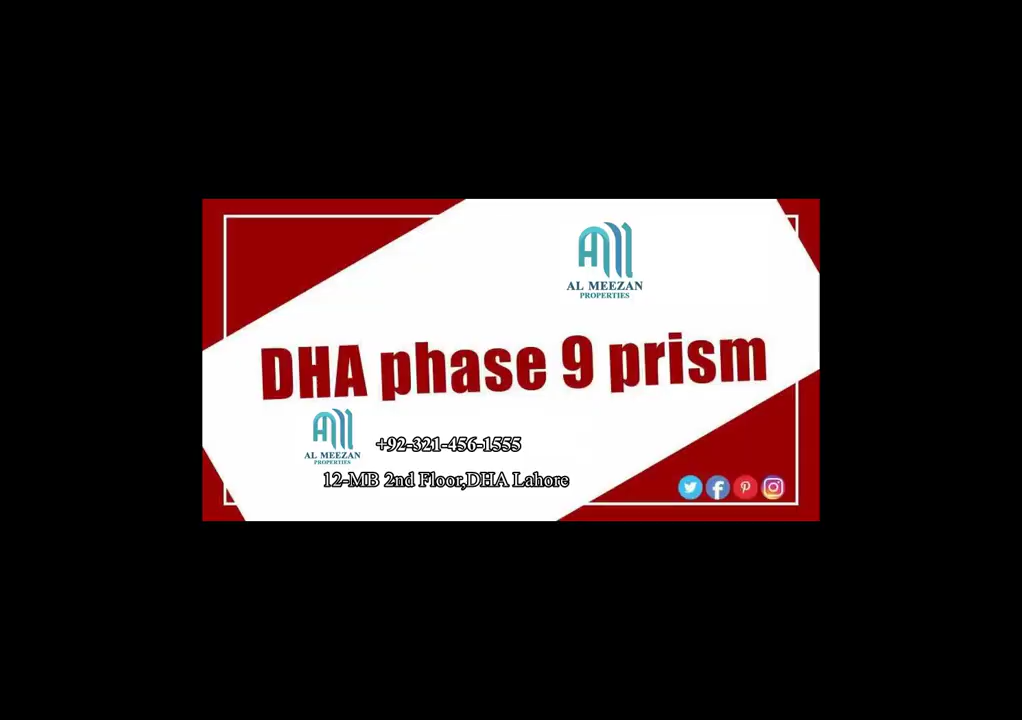 AL MEEZAN
PROPERTIES
DHA phase 9 prism
AL MEEZAN
PROPERTIES
+92-321-456-1555
12-MB 2nd Floor,DHA Lahore